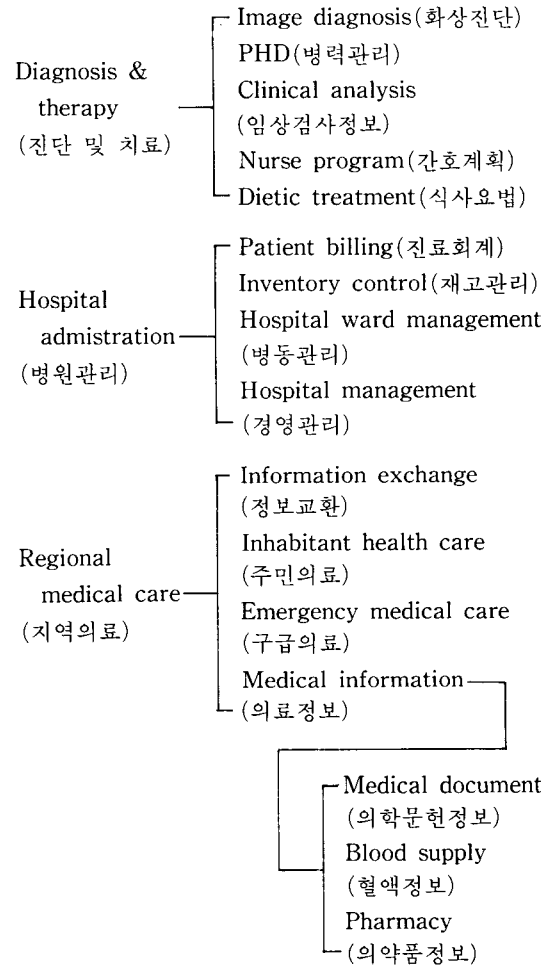 Diagnosis &
therapy
(진단 및 치료)
Image diagnosis(화상진단)
PHD(병력관리)
Clinical analysis
(임상검사정보)
Nurse program(간호계획)
Dietic treatment(식사요법)
Hospital
admistration
(병원관리)
Patient billing(진료회계)
Inventory control(재고관리)
Hospital ward management
(병동관리)
Hospital management
(경영관리)
Regional
medical care
(지역의료)
Information exchange
(정보교환)
Inhabitant health care
(주민의료)
Emergency medical care
(구급의료)
Medical information
(의료정보)
Medical document
(의학문헌정보)
Blood supply
(혈액정보)
Pharmacy
(의약품정보)